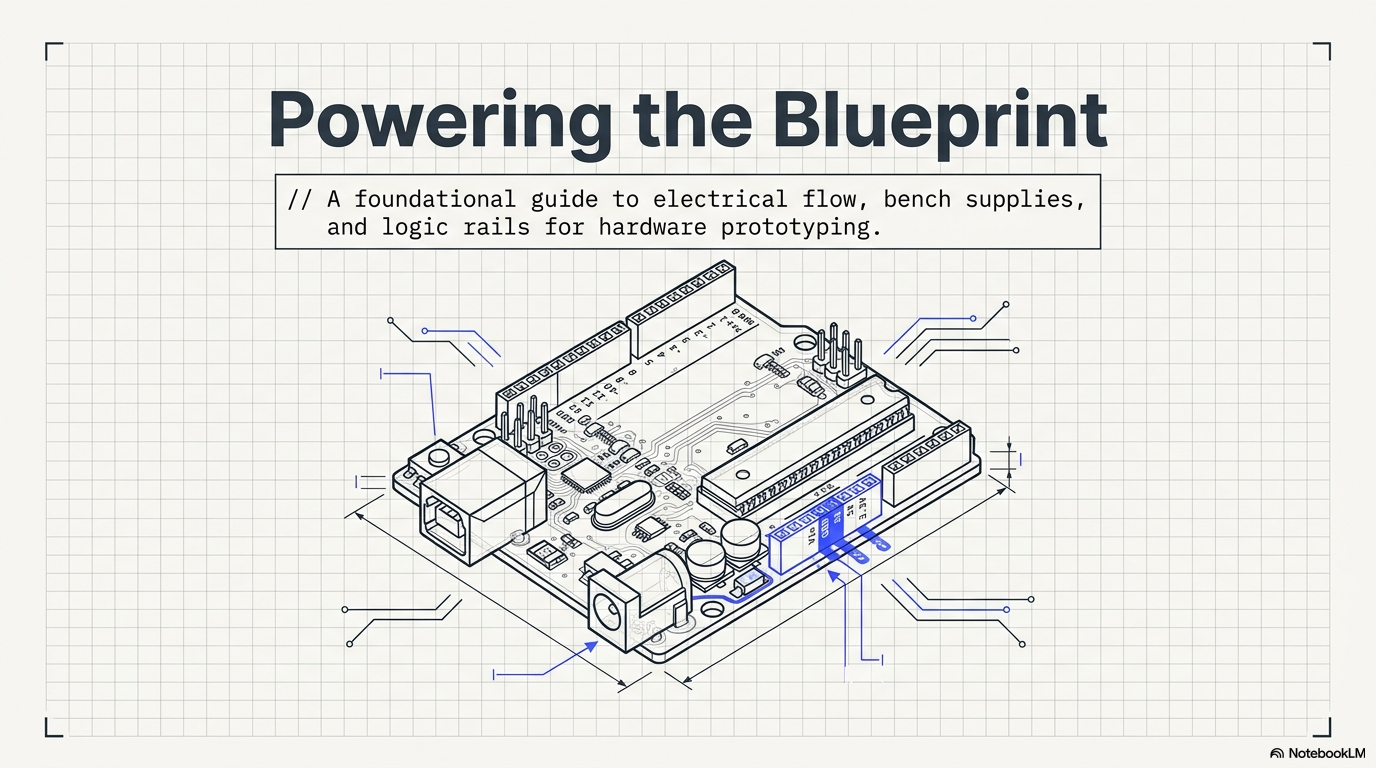 Powering the Blueprint
// A foundational guide to electrical flow, bench supplies,
and logic rails for hardware prototyping.
NotebookLM